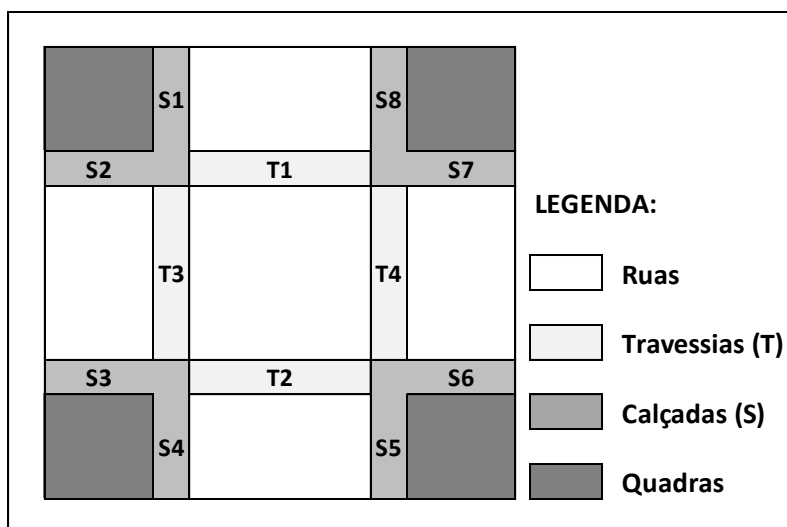 S1
S8
S2
T1
S7
LEGENDA:
Ruas
T3
T4
Travessias (T)
S3
T2
S6
Calçadas (S)
S4
S5
Quadras